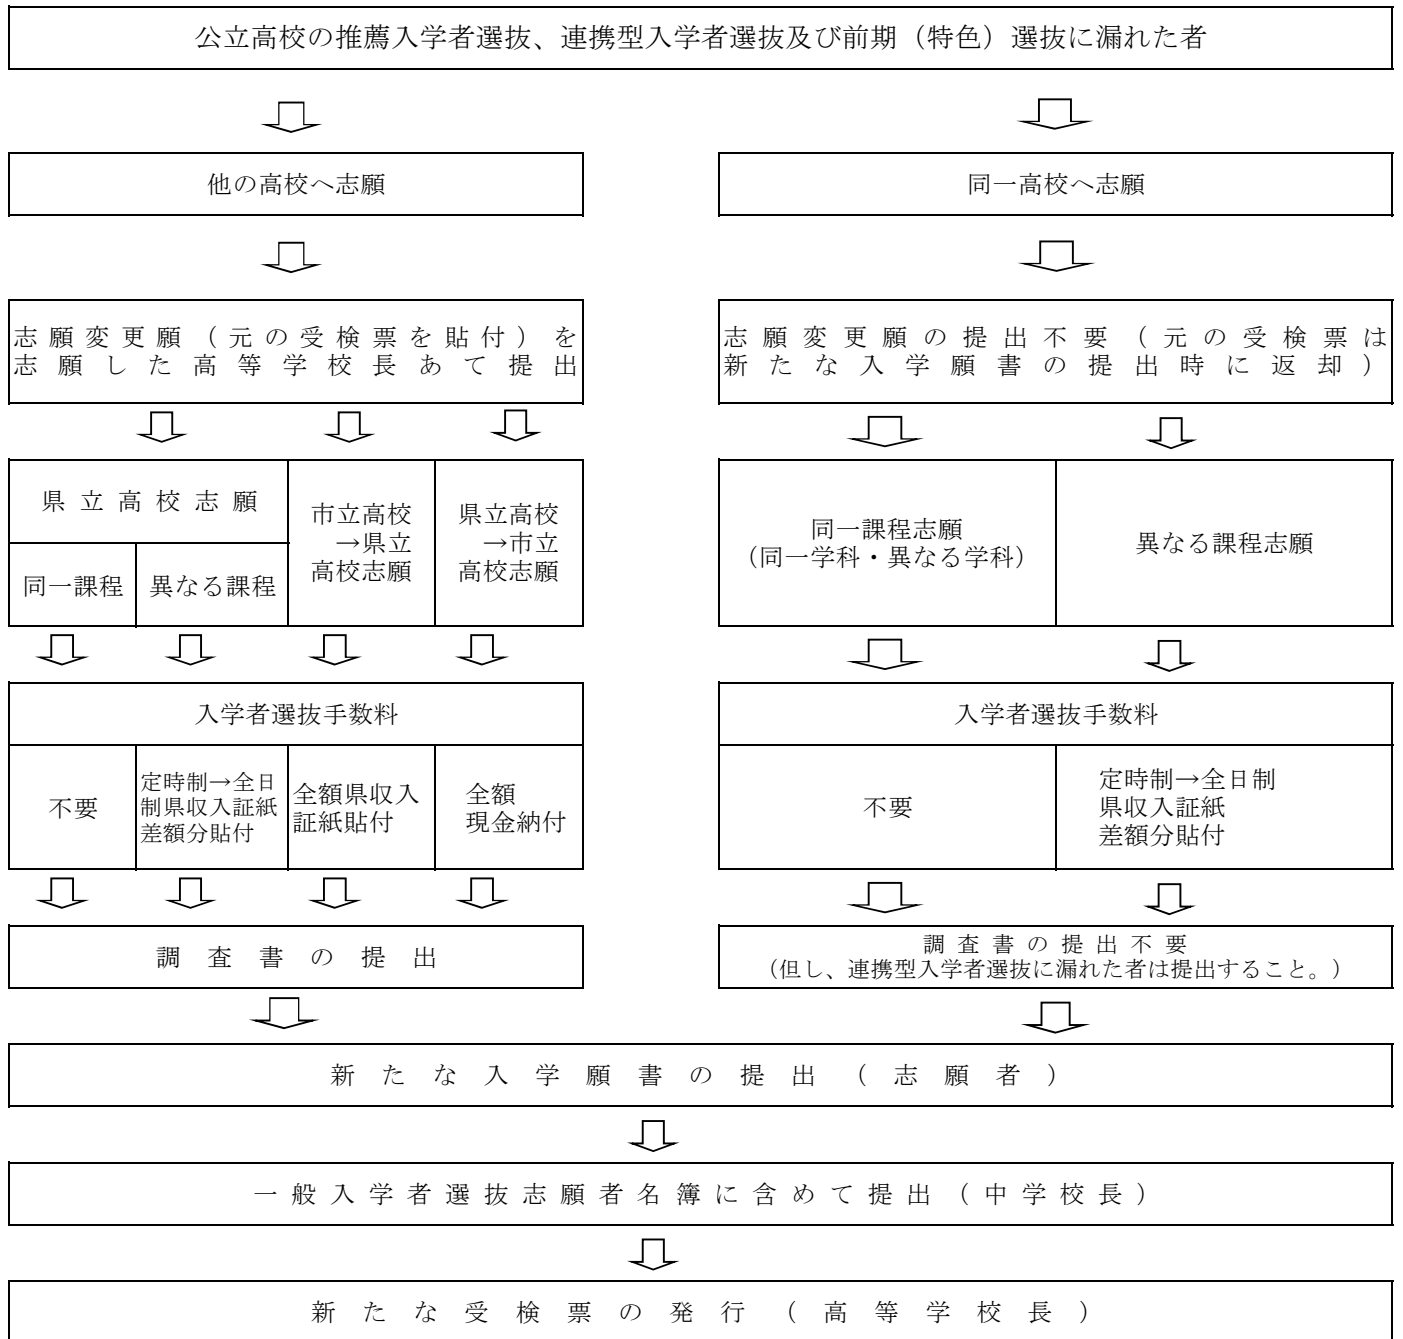 公立高校の推薦入学者選抜、連携型入学者選抜及び前期（特色）選抜に漏れた者
他の高校へ志願
同一高校へ志願
志願変更願（元の受検票を貼付）を
志願した高等学校長あて提出
志願変更願の提出不要（元の受検票は
新たな入学願書の提出時に返却）
県立高校志願
同一課程
異なる課程
市立高校
→県立
高校志願
県立高校
→市立
高校志願
同一課程志願
（同一学科・異なる学科）
異なる課程志願
入学者選抜手数料
不要
定時制→全日
制県収入証紙
差額分貼付
全額県収入
証紙貼付
全額
現金納付
入学者選抜手数料
不要
定時制→全日制
県収入証紙
差額分貼付
調査書の提出
調査書の提出不要
（但し、連携型入学者選抜に漏れた者は提出すること。）
新たな入学願書の提出（志願者）
一般入学者選抜志願者名簿に含めて提出（中学校長）
新たな受検票の発行（高等学校長）